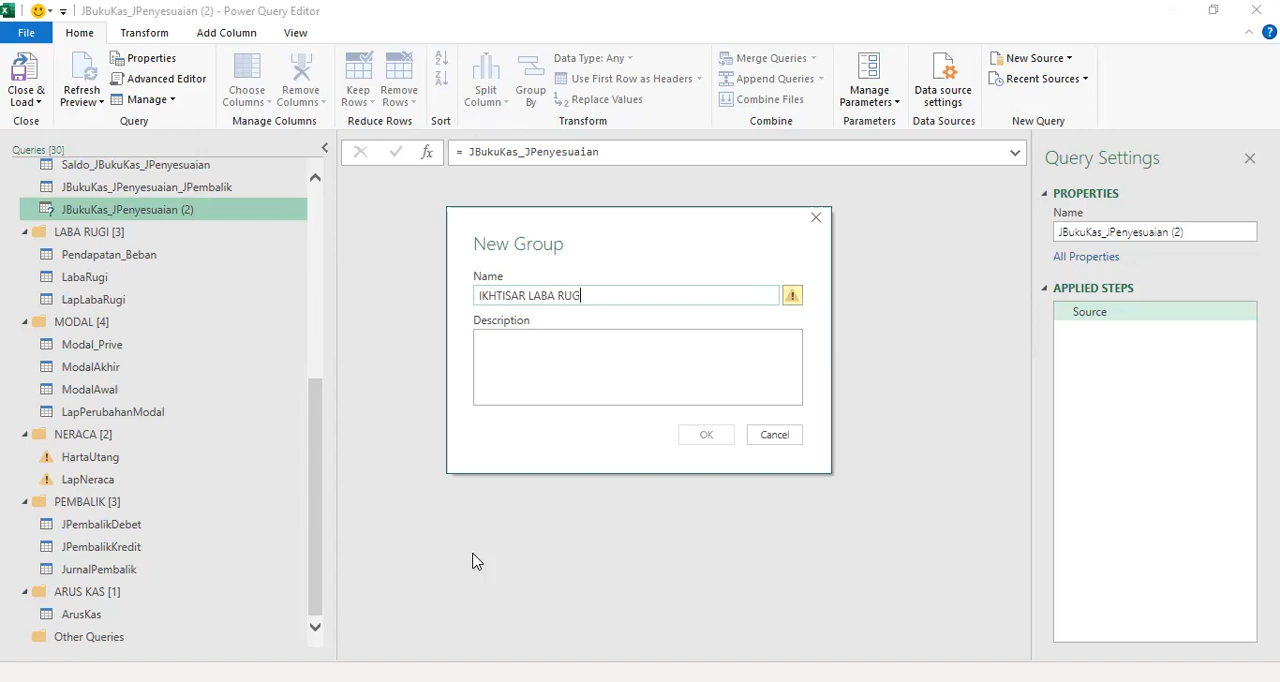 JBukuKas_JPenyesuaian (2) - Power Query Editor
File Home Transform Add Column View
Close & Load
Close
Refresh Preview
Properties
Advanced Editor
Manage
Query
Choose Columns
Remove Columns
Manage Columns
Keep Rows
Remove Rows
Reduce Rows
Sort
Split Column
Group By
Data Type: Any
Use First Row as Headers
Replace Values
Transform
Merge Queries
Append Queries
Combine Files
Combine
Manage Parameters
Parameters
Data source settings
Data Sources
New Source
Recent Sources
New Query
Queries [30]
Saldo_JBukuKas_JPenyesuaian
JBukuKas_JPenyesuaian_JPembalik
JBukuKas_JPenyesuaian (2)
LABA RUGI [3]
Pendapatan_Beban
LabaRugi
LapLabaRugi
MODAL [4]
Modal_Prive
ModalAkhir
ModalAwal
LapPerubahanModal
NERACA [2]
HartaUtang
LapNeraca
PEMBALIK [3]
JPembalikDebet
JPembalikKredit
JurnalPembalik
ARUS KAS [1]
ArusKas
Other Queries
fx = JBukuKas_JPenyesuaian
New Group
Name
IKHTISAR LABA RUG
Description
OK Cancel
Query Settings
PROPERTIES
Name
JBukuKas_JPenyesuaian (2)
All Properties
APPLIED STEPS
Source